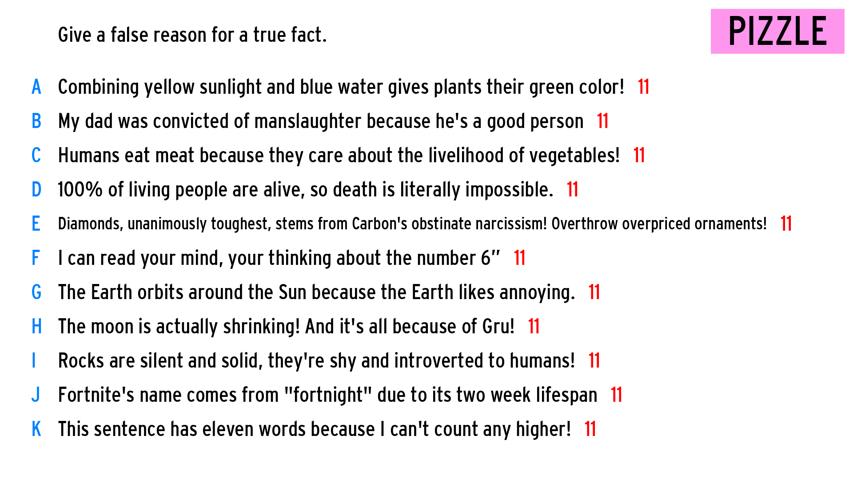 Give a false reason for a true fact.
PIZZLE
A Combining yellow sunlight and blue water gives plants their green color! 11
B My dad was convicted of manslaughter because he's a good person 11
C Humans eat meat because they care about the livelihood of vegetables! 11
D 100% of living people are alive, so death is literally impossible. 11
E Diamonds, unanimously toughest, stems from Carbon's obstinate narcissism! Overthrow overpriced ornaments! 11
F I can read your mind, your thinking about the number 6” 11
G The Earth orbits around the Sun because the Earth likes annoying. 11
H The moon is actually shrinking! And it's all because of Gru! 11
I Rocks are silent and solid, they're shy and introverted to humans! 11
J Fortnite's name comes from "fortnight" due to its two week lifespan 11
K This sentence has eleven words because I can't count any higher! 11